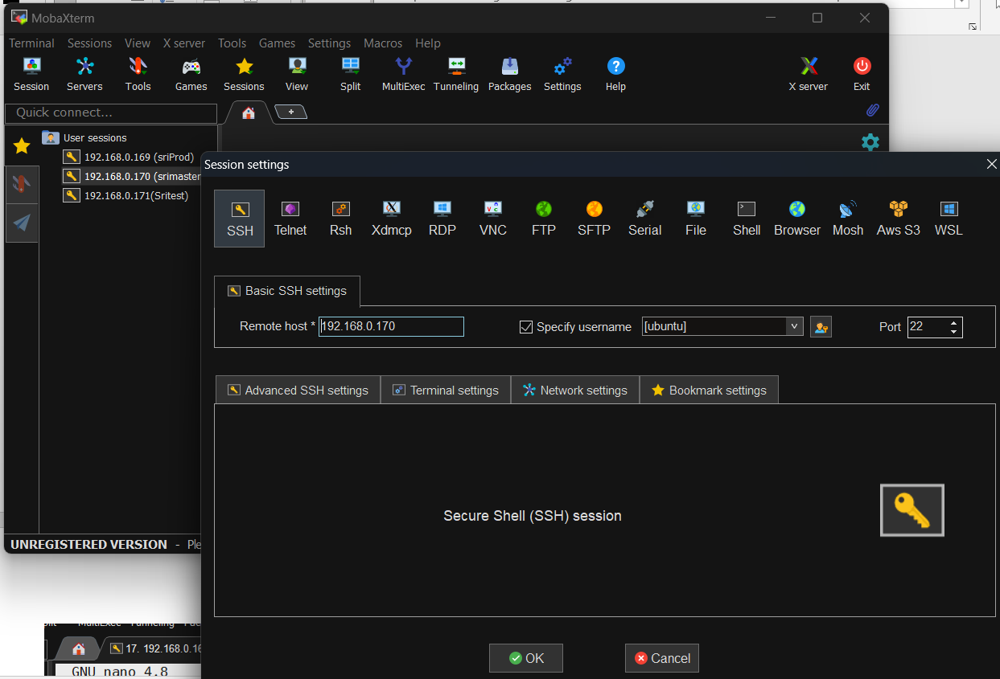 MobaXterm
Terminal Sessions View X server Tools Games Settings Macros Help
Session Servers Tools Games Sessions View Split MultiExec Tunneling Packages Settings Help X server Exit
Quick connect...
User sessions
192.168.0.169 (sriProd)
192.168.0.170 (srimaster
192.168.0.171(Sritest)
Session settings
SSH Telnet Rsh Xdmcp RDP VNC FTP SFTP Serial File Shell Browser Mosh Aws S3 WSL
Basic SSH settings
Remote host * 192.168.0.170 Specify username [ubuntu] Port 22
Advanced SSH settings Terminal settings Network settings Bookmark settings
Secure Shell (SSH) session
UNREGISTERED VERSION - Ple
OK Cancel
MultiExec Tunneling
17. 192.168.0.16
GNU nano 4.8